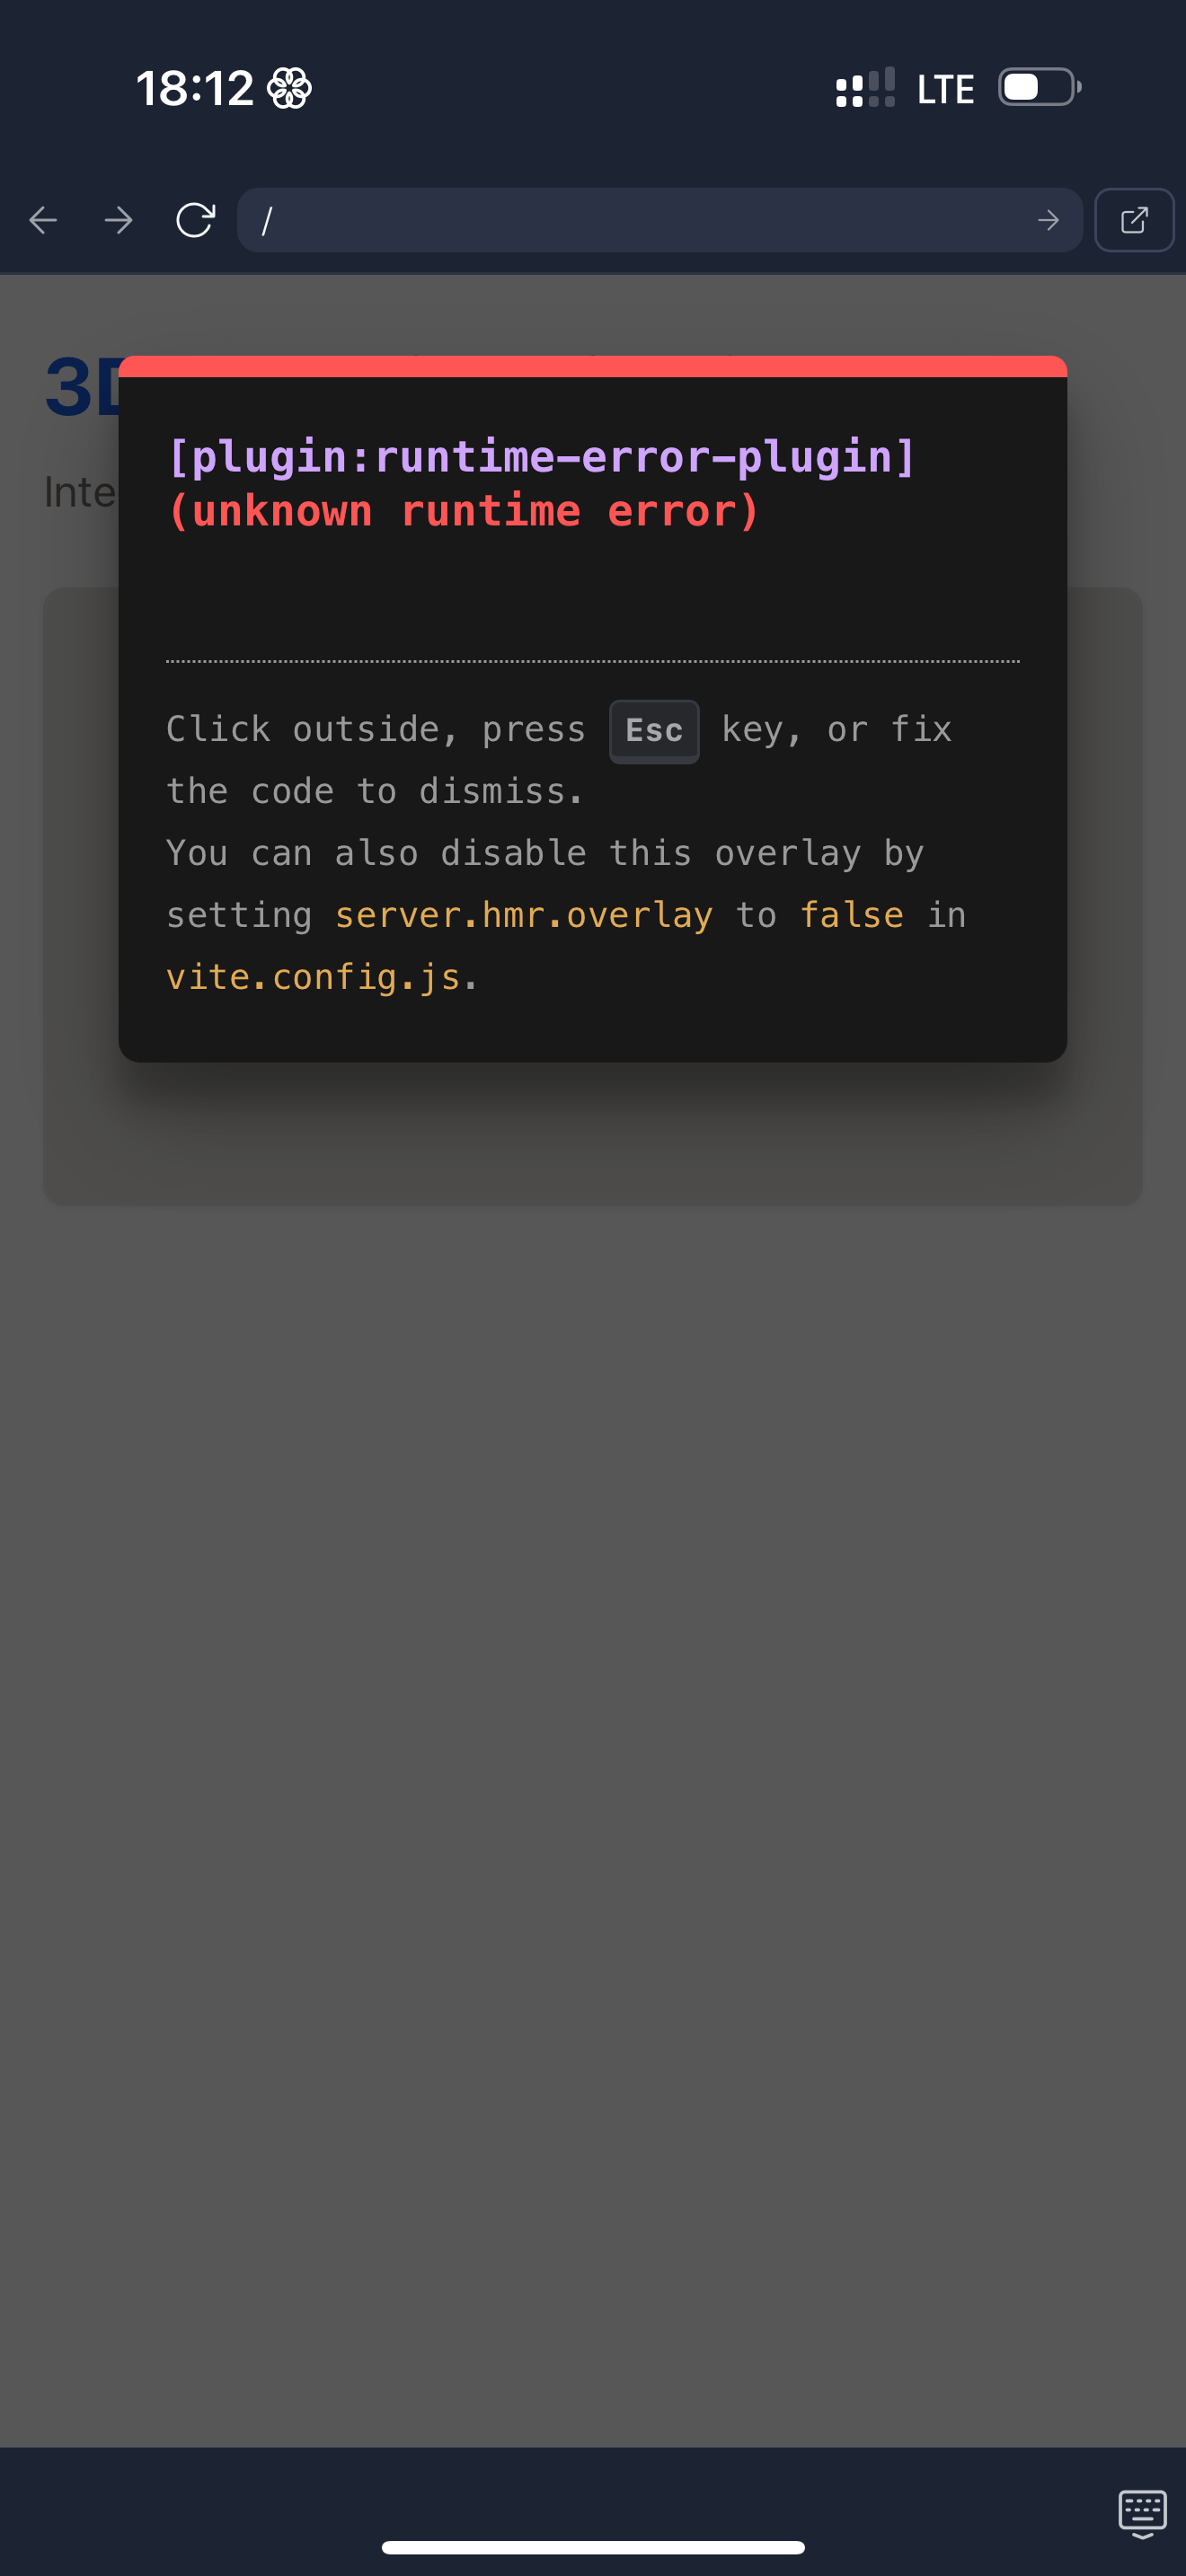 18:12
LTE
/
3D
[plugin:runtime-error-plugin]
(unknown runtime error)
Click outside, press Esc key, or fix
the code to dismiss.
You can also disable this overlay by
setting server.hmr.overlay to false in
vite.config.js.